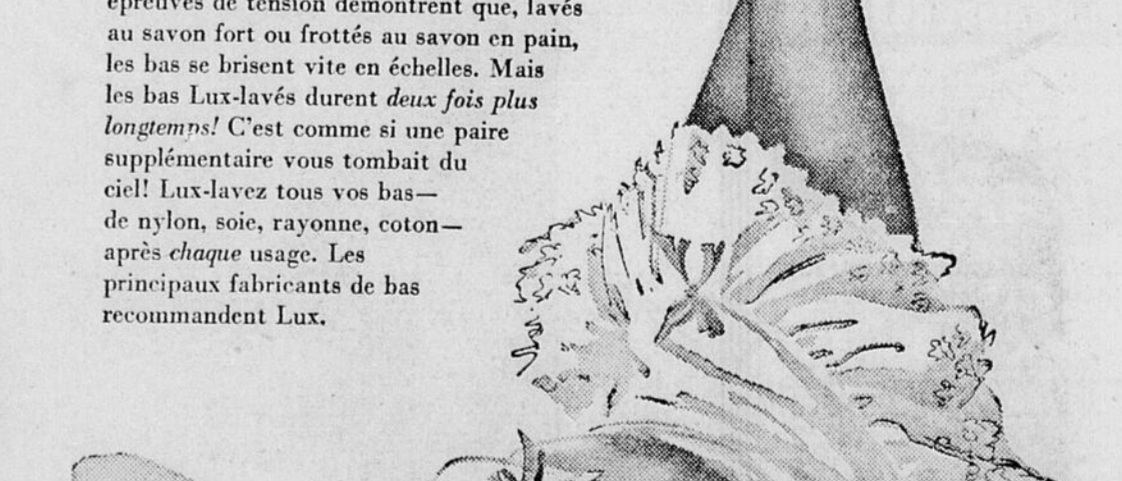 épreuves de tension démontrent que, lavés
au savon fort ou frottés au savon en pain,
les bas se brisent vite en échelles. Mais
les bas Lux-lavés durent deux fois plus
longtemps! C'est comme si une paire
supplémentaire vous tombait du
ciel! Lux-lavez tous vos bas—
de nylon, soie, rayonne, coton—
après chaque usage. Les
principaux fabricants de bas
recommandent Lux.